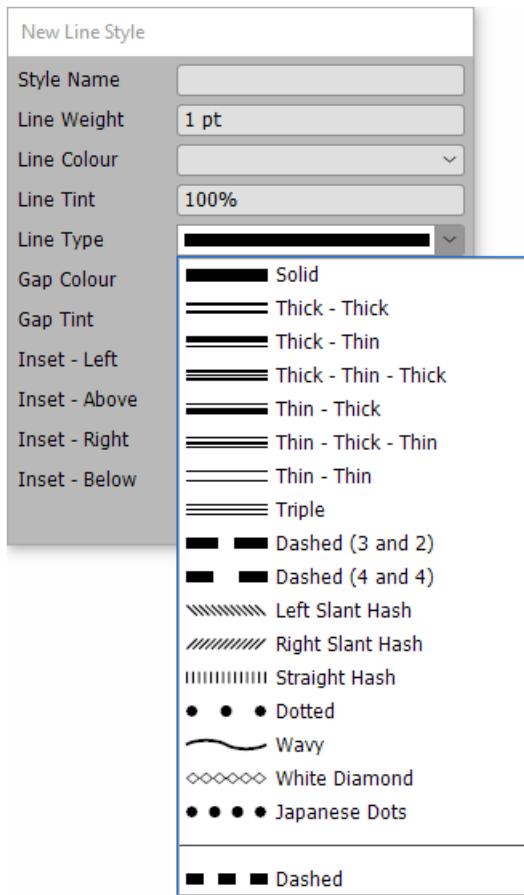 New Line Style
Style Name
Line Weight 1 pt
Line Colour
Line Tint 100%
Line Type
Gap Colour
Gap Tint
Inset - Left
Inset - Above
Inset - Right
Inset - Below
Solid
Thick - Thick
Thick - Thin
Thick - Thin - Thick
Thin - Thick
Thin - Thick - Thin
Thin - Thin
Triple
Dashed (3 and 2)
Dashed (4 and 4)
Left Slant Hash
Right Slant Hash
Straight Hash
Dotted
Wavy
White Diamond
Japanese Dots
Dashed